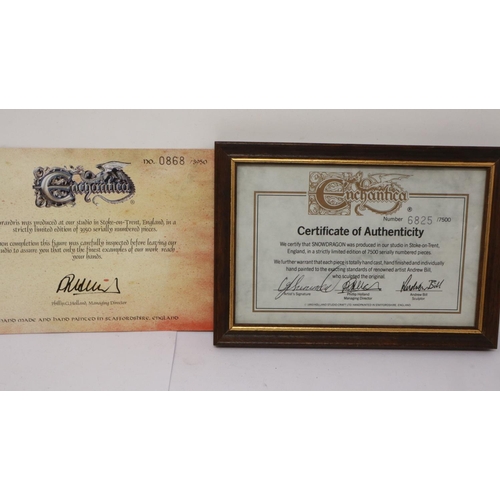 No. 0868 /3950
Enchantica
®
was produced at our studio in Stoke-on-Trent, England, in a
strictly limited edition of 3950 serially numbered pieces.
completion this figure was carefully inspected before leaving our
studio to assure you that only the finest examples of our work reach
your hands.
Managing Director
HAND MADE AND HAND PAINTED IN STAFFORDSHIRE, ENGLAND
Enchantica
®
Number 6825 /7500
Certificate of Authenticity
We certify that SNOWDRAGON was produced in our studio in Stoke-on-Trent,
England, in a strictly limited edition of 7500 serially numbered pieces.
We further warrant that each piece is totally hand cast, hand finished and individually
hand painted to the exacting standards of renowned artist Andrew Bill,
who sculpted the original.
Artist's Signature
Phillip Holland
Managing Director
Andrew Bill
Sculptor